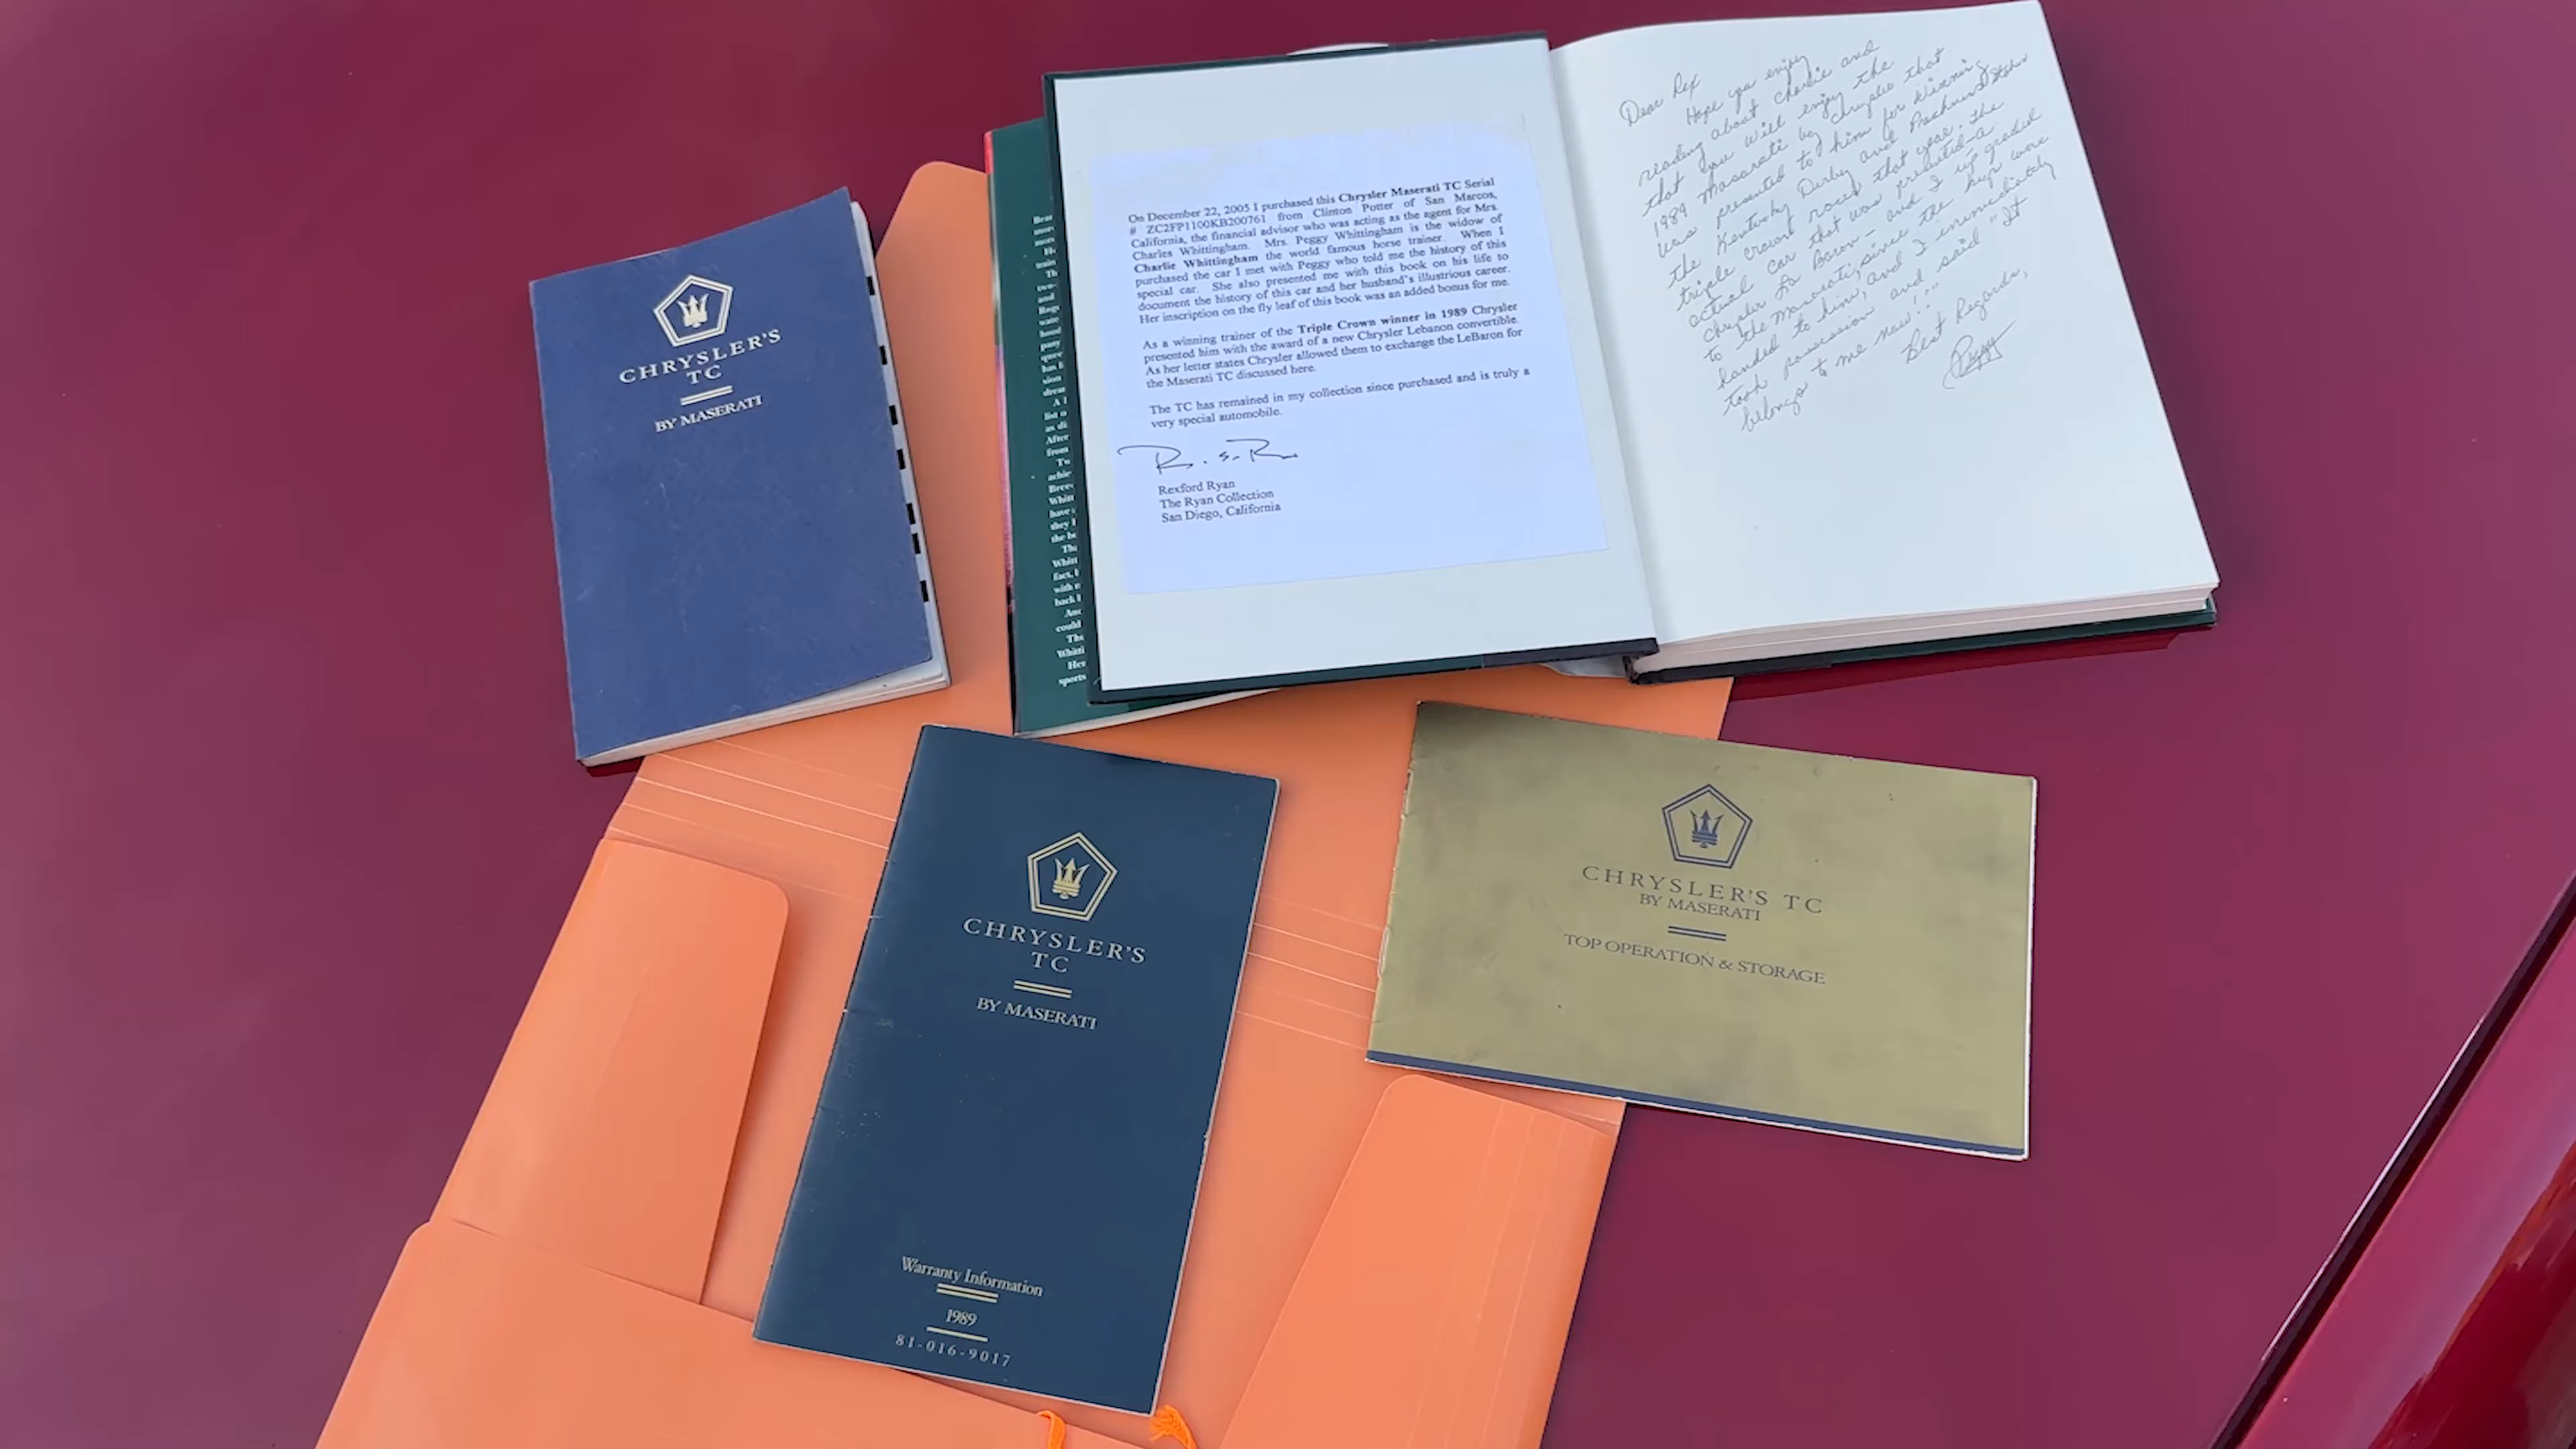 CHRYSLER'S
TC
BY MASERATI
On December 22, 2005 I purchased this Chrysler Maserati TC Serial
# ZC2FP1100KB200761 from Clinton Potter of San Marcos,
California, the financial advisor who was acting as the agent for Mrs.
Charles Whittingham. Mrs. Peggy Whittingham is the widow of
Charlie Whittingham the world famous horse trainer. When I
purchased the car I met with Peggy who told me the history of this
special car. She also presented me with this book on his life to
document the history of this car and her husband's illustrious career.
Her inscription on the fly leaf of this book was an added bonus for me.
As a winning trainer of the Triple Crown winner in 1989 Chrysler
presented him with the award of a new Chrysler Lebanon convertible.
As her letter states Chrysler allowed them to exchange the LeBaron for
the Maserati TC discussed here.
The TC has remained in my collection since purchased and is truly a
very special automobile.
Rexford Ryan
The Ryan Collection
San Diego, California
Dear Rex
Hope you enjoy
reading about Charlie and
that you will enjoy the
1989 Masarati by Chrysler that
was presented to him for winning
the Kentucky Derby and Preakness
triple crown races that year. The
actual car that was presented-a
Chrysler La Baron- and I up graded
to the Maserati, since the keys were
handed to him, and I immediately
took possession and said "It
belongs to me now!"
Best Regards,
Peggy
CHRYSLER'S
TC
BY MASERATI
Warranty Information
1989
81-016-9017
CHRYSLER'S TC
BY MASERATI
TOP OPERATION & STORAGE